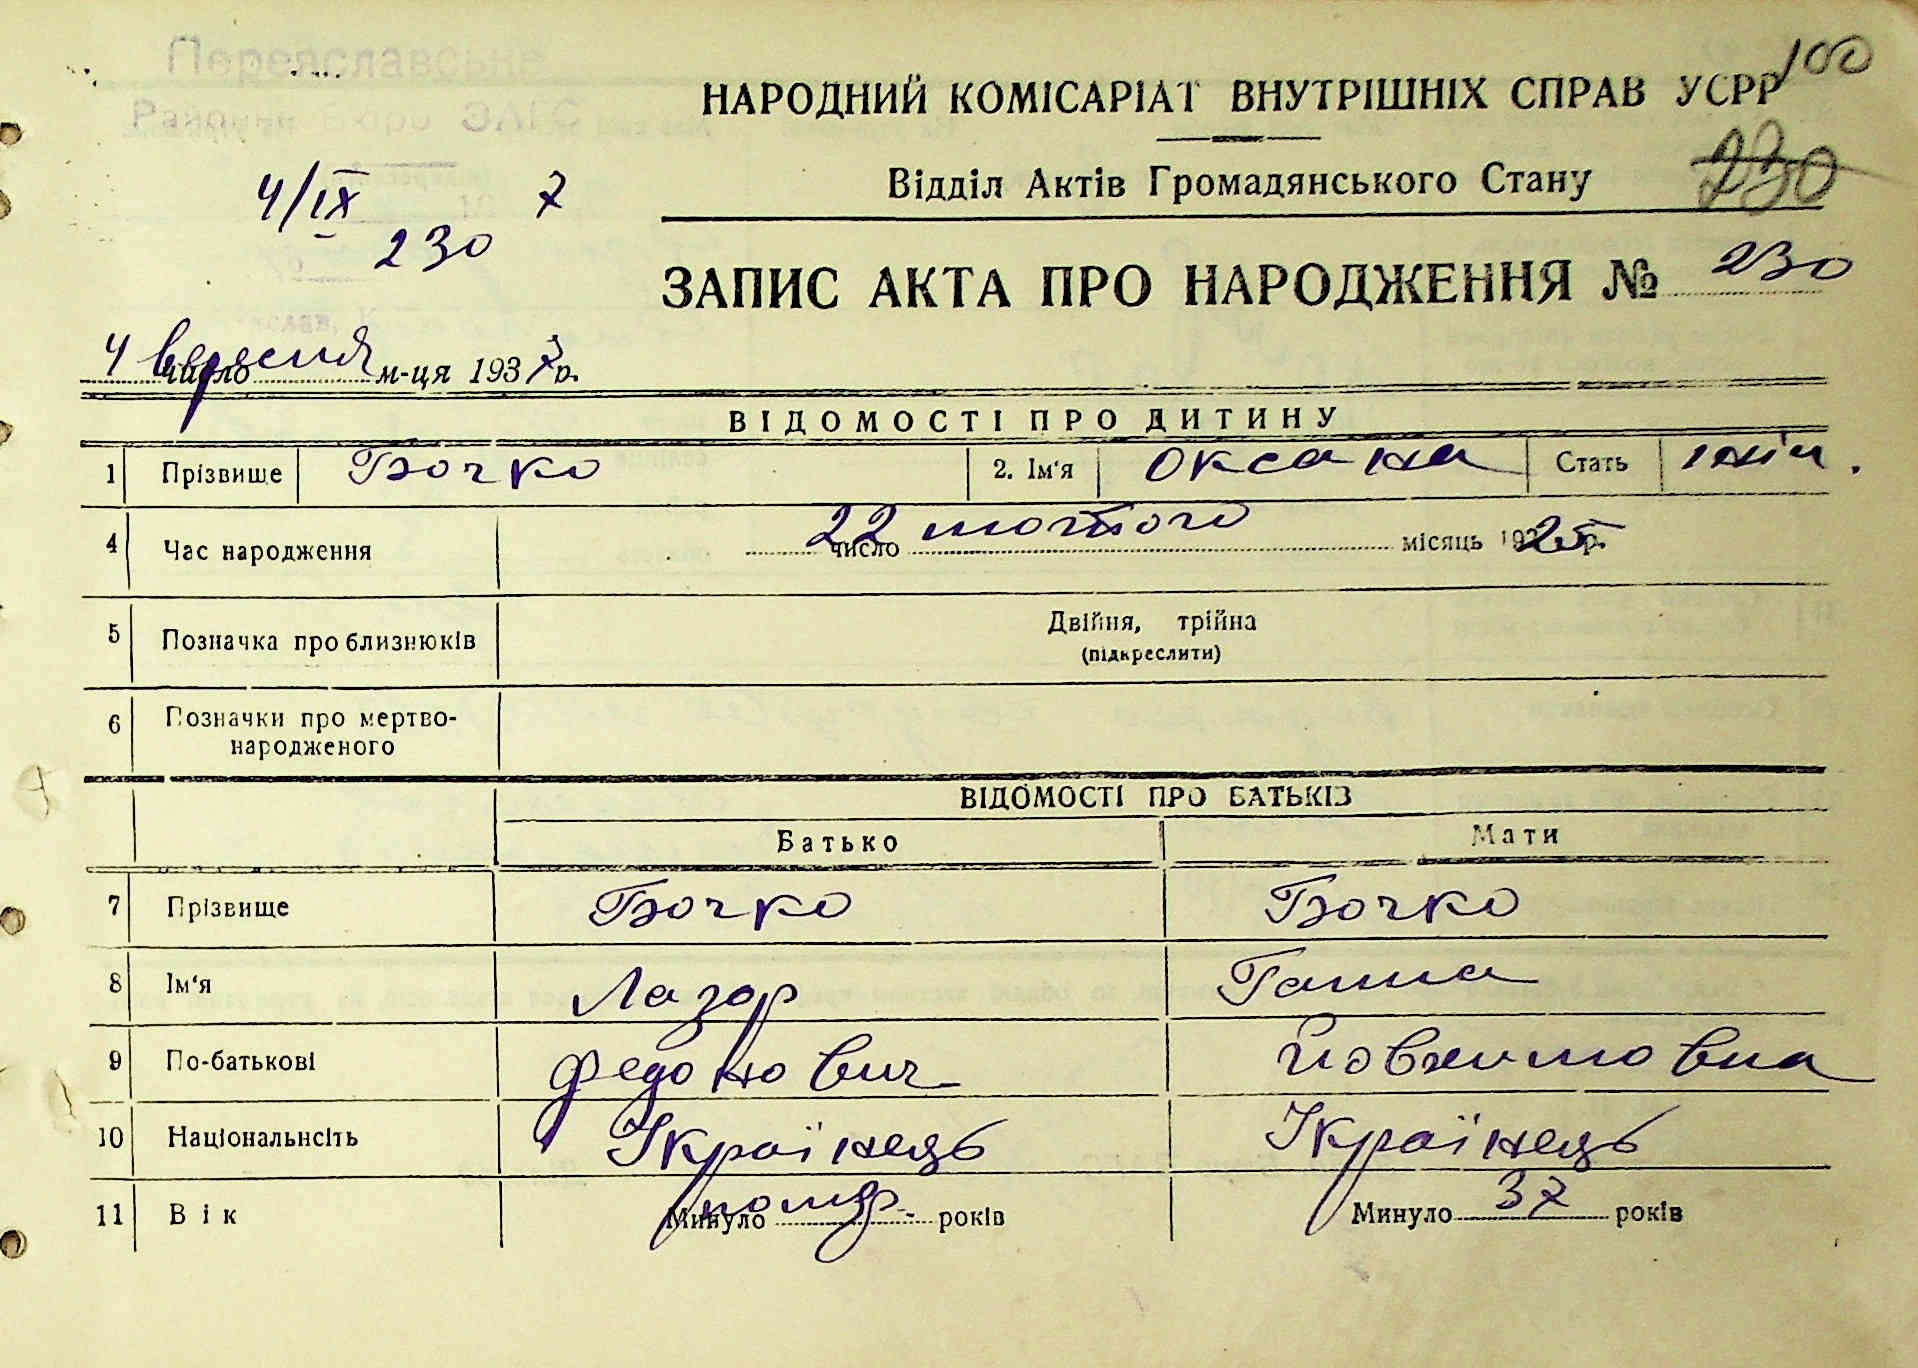 100
Переяславське
Районне Бюро ЗАГС
НАРОДНИЙ КОМІСАРІАТ ВНУТРІШНІХ СПРАВ УСРР
230
4/IX 7
Відділ Актів Громадянського Стану
230
ЗАПИС АКТА ПРО НАРОДЖЕННЯ № 230
4 вересня число м-ця 1937 р.
ВІДОМОСТІ ПРО ДИТИНУ
1 Прізвище Бочко 2. Ім'я Оксана Стать жін.
4 Час народження 22 лютого число місяць 1925 р.
5 Позначка про близнюків Двійня, трійна
(підкреслити)
6 Позначки про мертво-
народженого
ВІДОМОСТІ ПРО БАТЬКІВ
Батько Мати
7 Прізвище Бочко Бочко
8 Ім'я Лазар Ганна
9 По-батькові Йовхимовна
10 Національнсіть Українець Українець
11 Вік Минуло помер років Минуло 37 років